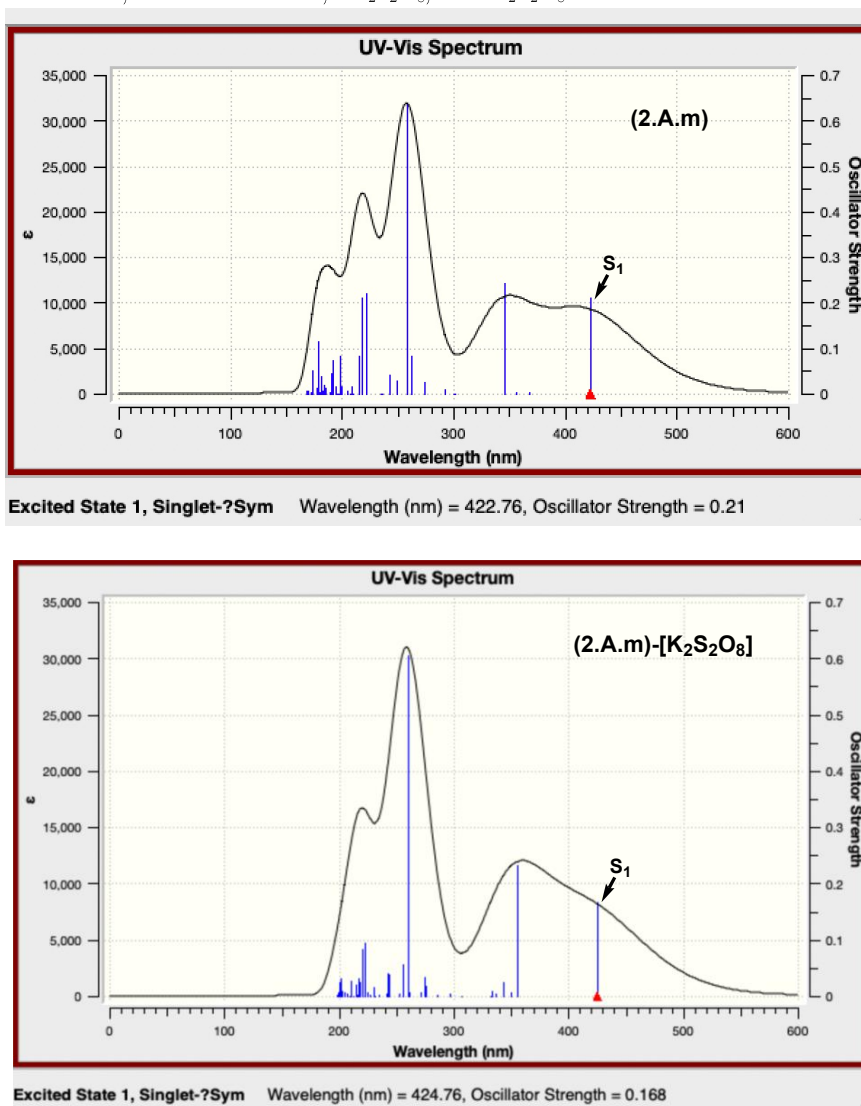 UV-Vis Spectrum
(2.A.m)
S₁
35,000
30,000
25,000
20,000
15,000
10,000
5,000
0
ε
0.7
0.6
0.5
0.4
0.3
0.2
0.1
0
Oscillator Strength
0 100 200 300 400 500 600
Wavelength (nm)
Excited State 1, Singlet-?Sym Wavelength (nm) = 422.76, Oscillator Strength = 0.21
UV-Vis Spectrum
(2.A.m)-[K₂S₂O₈]
S₁
35,000
30,000
25,000
20,000
15,000
10,000
5,000
0
ε
0.7
0.6
0.5
0.4
0.3
0.2
0.1
0
Oscillator Strength
0 100 200 300 400 500 600
Wavelength (nm)
Excited State 1, Singlet-?Sym Wavelength (nm) = 424.76, Oscillator Strength = 0.168